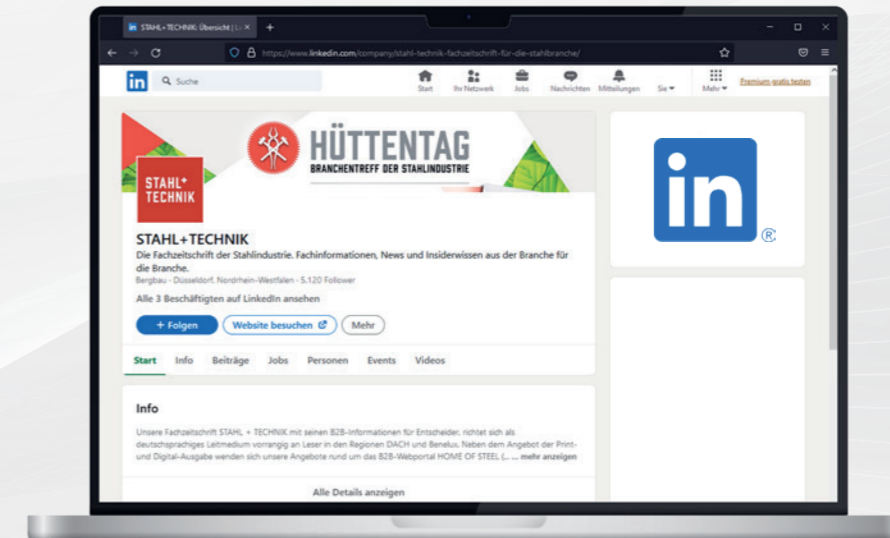 STAHL+TECHNIK: Übersicht | Li
https://www.linkedin.com/company/stahl-technik-fachzeitschrift-für-die-stahlbranche/
in
Suche
Start
Ihr Netzwerk
Jobs
Nachrichten
Mitteilungen
Sie
Mehr
Premium gratis testen
HÜTTENTAG
BRANCHENTREFF DER STAHLINDUSTRIE
STAHL+
TECHNIK
in ®
STAHL+TECHNIK
Die Fachzeitschrift der Stahlindustrie. Fachinformationen, News und Insiderwissen aus der Branche für
die Branche.
Bergbau - Düsseldorf, Nordrhein-Westfalen - 5.120 Follower
Alle 3 Beschäftigten auf LinkedIn ansehen
+ Folgen
Website besuchen
Mehr
Start Info Beiträge Jobs Personen Events Videos
Info
Unsere Fachzeitschrift STAHL + TECHNIK mit seinen B2B-Informationen für Entscheider, richtet sich als
deutschsprachiges Leitmedium vorrangig an Leser in den Regionen DACH und Benelux. Neben dem Angebot der Print-
und Digital-Ausgabe wenden sich unsere Angebote rund um das B2B-Webportal HOME OF STEEL (... ... mehr anzeigen
Alle Details anzeigen